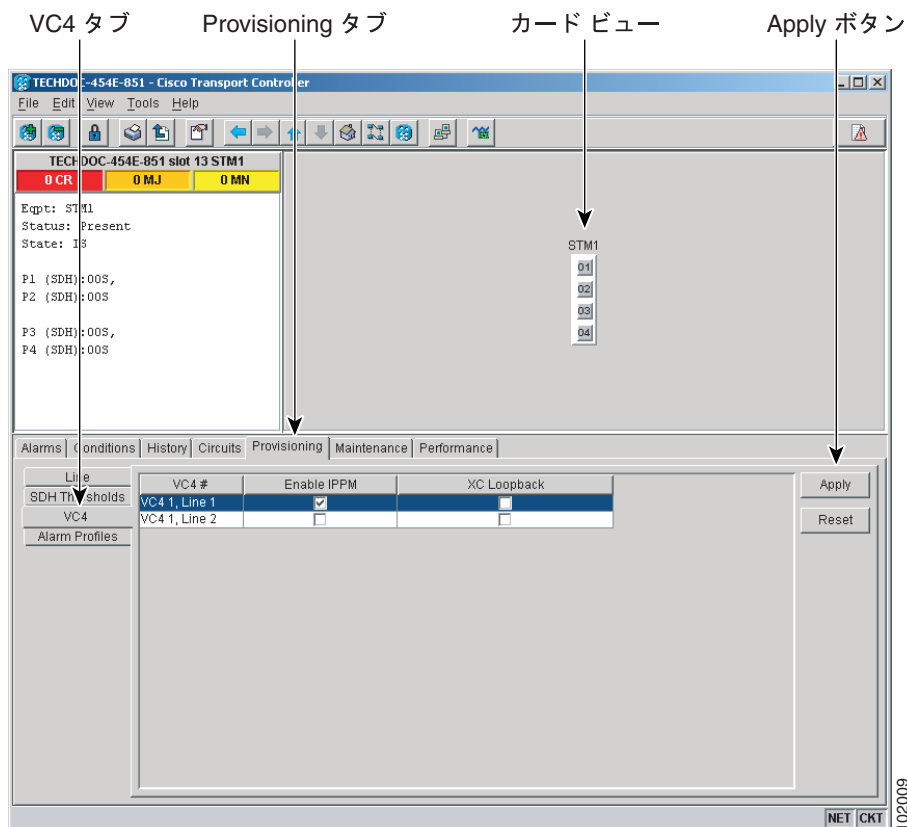 VC4 タブ
Provisioning タブ
カード ビュー
Apply ボタン
TECHDOC-454E-851 - Cisco Transport Controller
File Edit View Tools Help
TECHDOC-454E-851 slot 13 STM1
0 CR 0 MJ 0 MN
Eqpt: STM1
Status: Present
State: IS
P1 (SDH):OOS,
P2 (SDH):OOS
P3 (SDH):OOS,
P4 (SDH):OOS
STM1
01
02
03
04
Alarms Conditions History Circuits Provisioning Maintenance Performance
Line
SDH Thresholds
VC4
Alarm Profiles
VC4 # Enable IPPM XC Loopback
VC4 1, Line 1
VC4 1, Line 2
Apply
Reset
NET CKT
102009